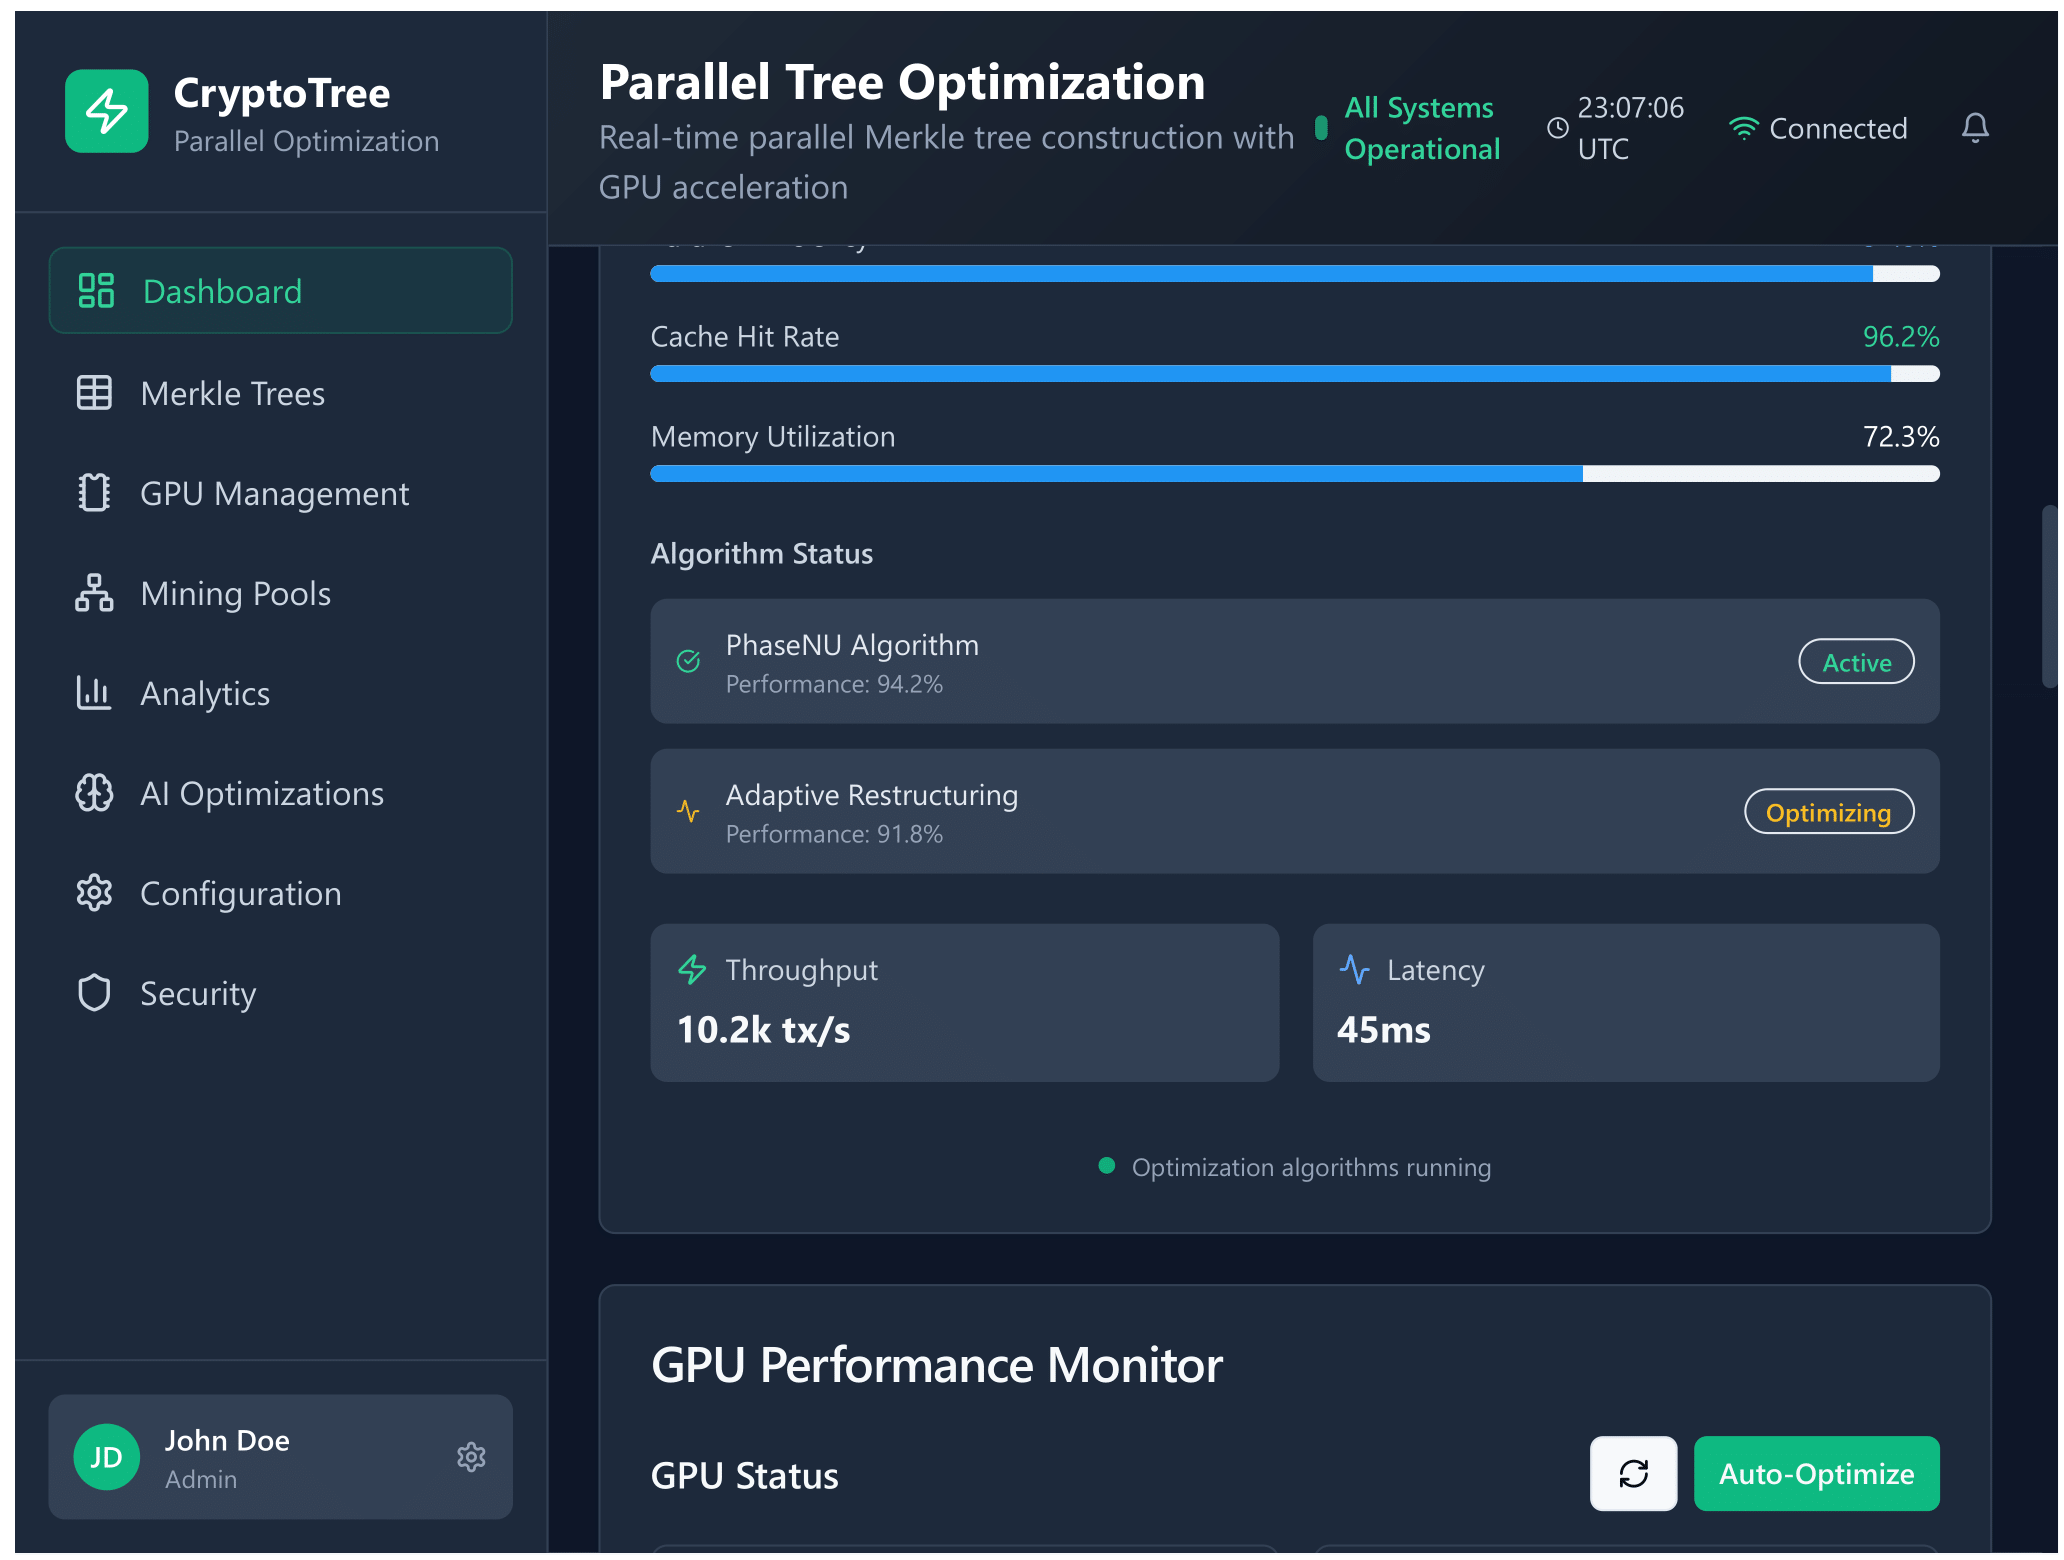 CryptoTree
Parallel Optimization
Dashboard
Merkle Trees
GPU Management
Mining Pools
Analytics
AI Optimizations
Configuration
Security
JD
John Doe
Admin
Parallel Tree Optimization
Real-time parallel Merkle tree construction with
GPU acceleration
All Systems
Operational
23:07:06
UTC
Connected
Cache Hit Rate
96.2%
Memory Utilization
72.3%
Algorithm Status
PhaseNU Algorithm
Performance: 94.2%
Active
Adaptive Restructuring
Performance: 91.8%
Optimizing
Throughput
10.2k tx/s
Latency
45ms
Optimization algorithms running
GPU Performance Monitor
GPU Status
Auto-Optimize